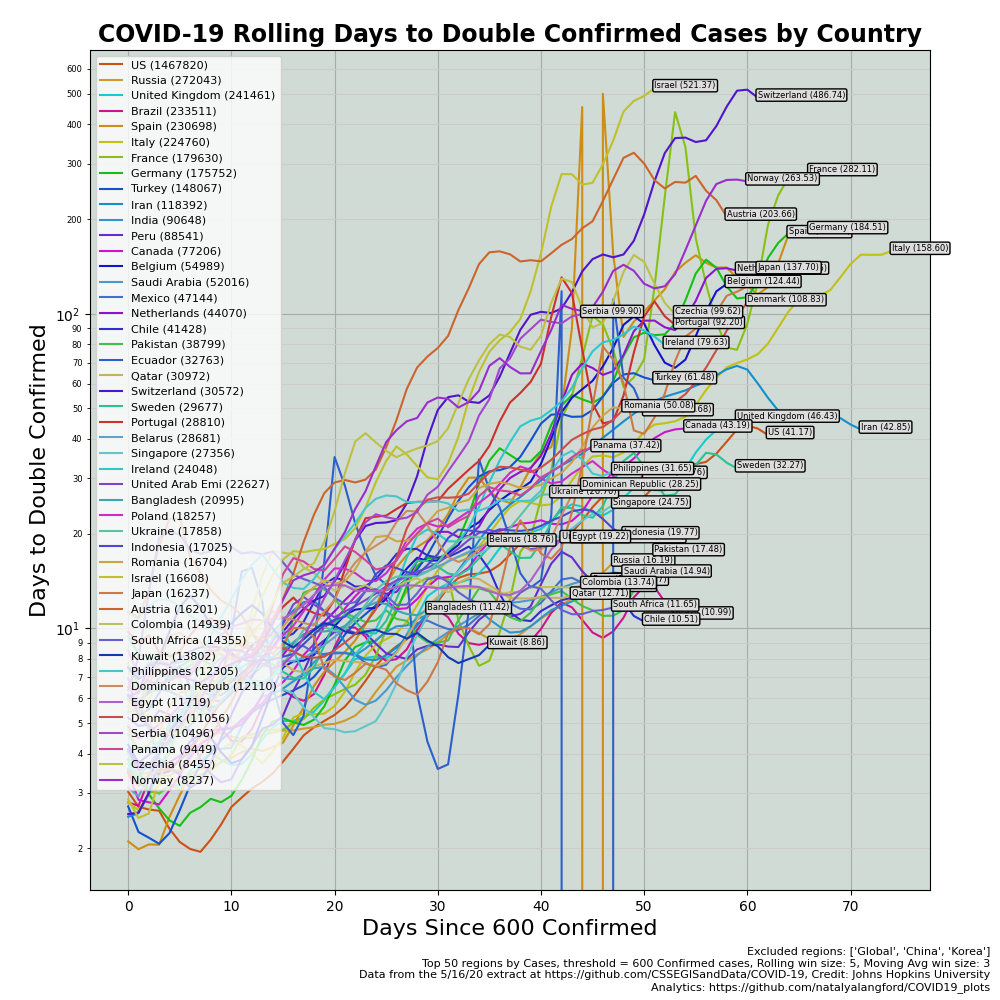 COVID-19 Rolling Days to Double Confirmed Cases by Country
US (1467820)
Russia (272043)
United Kingdom (241461)
Brazil (233511)
Spain (230698)
Italy (224760)
France (179630)
Germany (175752)
Turkey (148067)
Iran (118392)
India (90648)
Peru (88541)
Canada (77206)
Belgium (54989)
Saudi Arabia (52016)
Mexico (47144)
Netherlands (44070)
Chile (41428)
Pakistan (38799)
Ecuador (32763)
Qatar (30972)
Switzerland (30572)
Sweden (29677)
Portugal (28810)
Belarus (28681)
Singapore (27356)
Ireland (24048)
United Arab Emi (22627)
Bangladesh (20995)
Poland (18257)
Ukraine (17858)
Indonesia (17025)
Romania (16704)
Israel (16608)
Japan (16237)
Austria (16201)
Colombia (14939)
South Africa (14355)
Kuwait (13802)
Philippines (12305)
Dominican Repub (12110)
Egypt (11719)
Denmark (11056)
Serbia (10496)
Panama (9449)
Czechia (8455)
Norway (8237)
Israel (521.37)
Switzerland (486.74)
France (282.11)
Norway (263.53)
Austria (203.66)
Germany (184.51)
Italy (158.60)
Japan (137.70)
Belgium (124.44)
Denmark (108.83)
Serbia (99.90)
Czechia (99.62)
Portugal (92.20)
Ireland (79.63)
Turkey (61.48)
Romania (50.08)
United Kingdom (46.43)
Canada (43.19)
US (41.17)
Iran (42.85)
Panama (37.42)
Philippines (31.65)
Sweden (32.27)
Dominican Republic (28.25)
Singapore (24.75)
Belarus (18.76)
Egypt (19.22)
Indonesia (19.77)
Pakistan (17.48)
Russia (16.19)
Saudi Arabia (14.94)
Colombia (13.74)
Qatar (12.71)
Bangladesh (11.42)
South Africa (11.65)
(10.99)
Chile (10.51)
Kuwait (8.86)
Days to Double Confirmed
600
500
400
300
200
10²
90
80
70
60
50
40
30
20
10¹
9
8
7
6
5
4
3
2
0 10 20 30 40 50 60 70
Days Since 600 Confirmed
Excluded regions: ['Global', 'China', 'Korea']
Top 50 regions by Cases, threshold = 600 Confirmed cases, Rolling win size: 5, Moving Avg win size: 3
Data from the 5/16/20 extract at https://github.com/CSSEGISandData/COVID-19, Credit: Johns Hopkins University
Analytics: https://github.com/natalyalangford/COVID19_plots